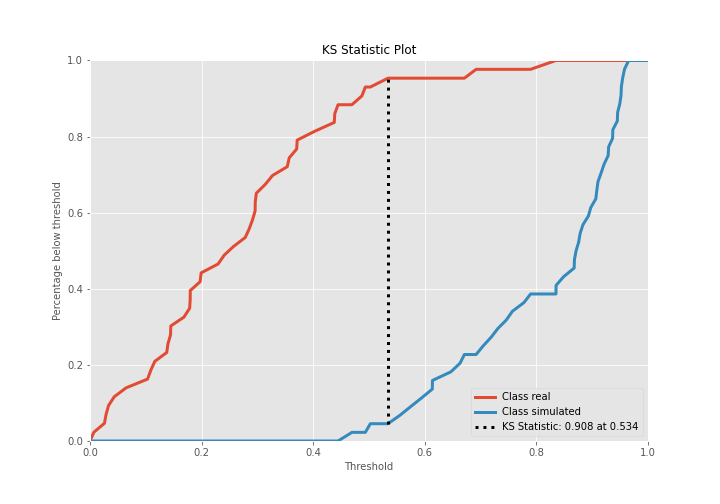 KS Statistic Plot
1.0
0.8
0.6
0.4
0.2
0.0
Percentage below threshold
0.0 0.2 0.4 0.6 0.8 1.0
Threshold
Class real
Class simulated
KS Statistic: 0.908 at 0.534